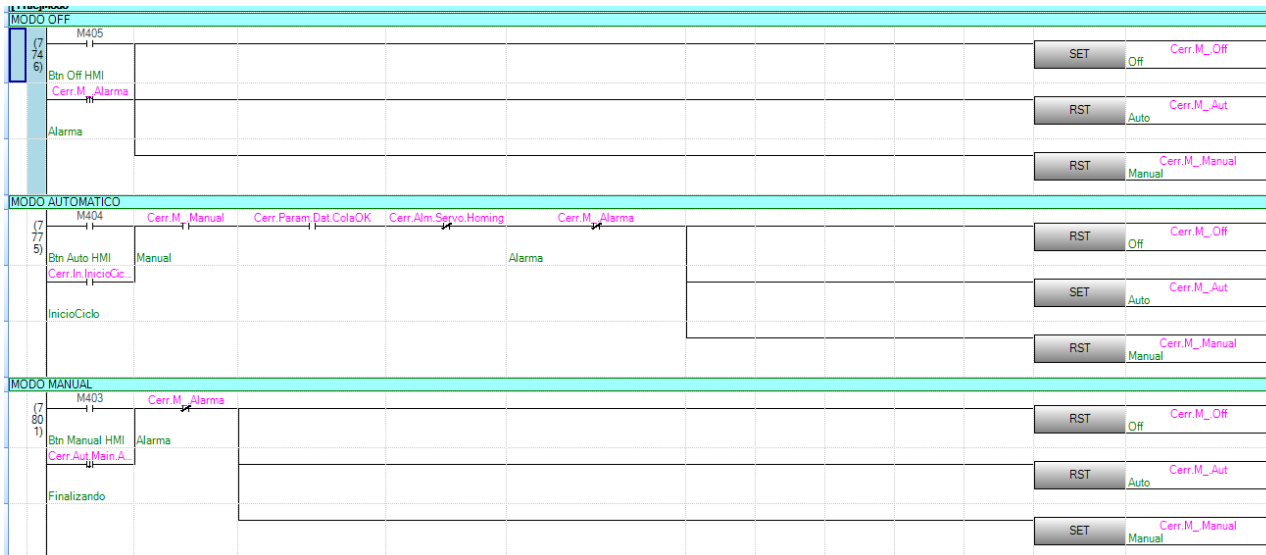 [True]Modo
MODO OFF
M405
(7
74
6)
SET
Cerr.M_.Off
Off
Btn Off HMI
Cerr.M_.Alarma
RST
Cerr.M_.Aut
Auto
Alarma
RST
Cerr.M_.Manual
Manual
MODO AUTOMATICO
M404 Cerr.M_.Manual Cerr.Param.Dat.ColaOK Cerr.Alm.Servo.Homing Cerr.M_.Alarma
(7
77
5)
RST
Cerr.M_.Off
Off
Btn Auto HMI Manual Alarma
Cerr.In.InicioCic...
SET
Cerr.M_.Aut
Auto
InicioCiclo
RST
Cerr.M_.Manual
Manual
MODO MANUAL
M403 Cerr.M_.Alarma
(7
80
1)
RST
Cerr.M_.Off
Off
Btn Manual HMI Alarma
Cerr.Aut.Main.A...
RST
Cerr.M_.Aut
Auto
Finalizando
SET
Cerr.M_.Manual
Manual